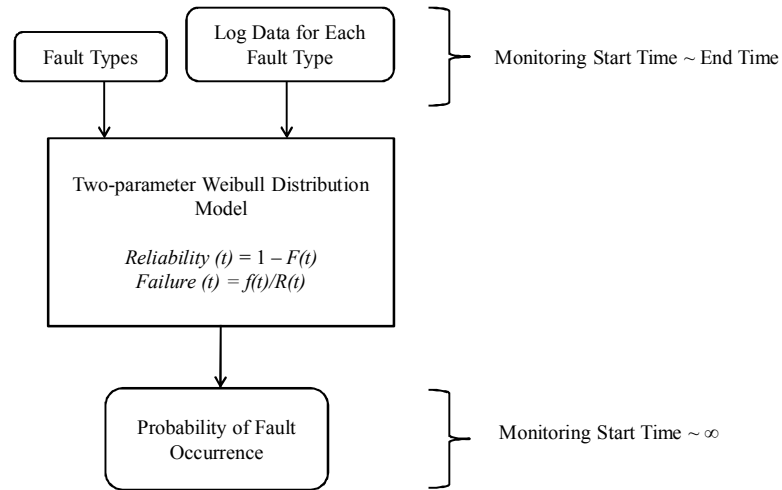 Fault Types
Log Data for Each
Fault Type
Monitoring Start Time ~ End Time
Two-parameter Weibull Distribution
Model
Reliability (t) = 1 – F(t)
Failure (t) = f(t)/R(t)
Probability of Fault
Occurrence
Monitoring Start Time ~ ∞